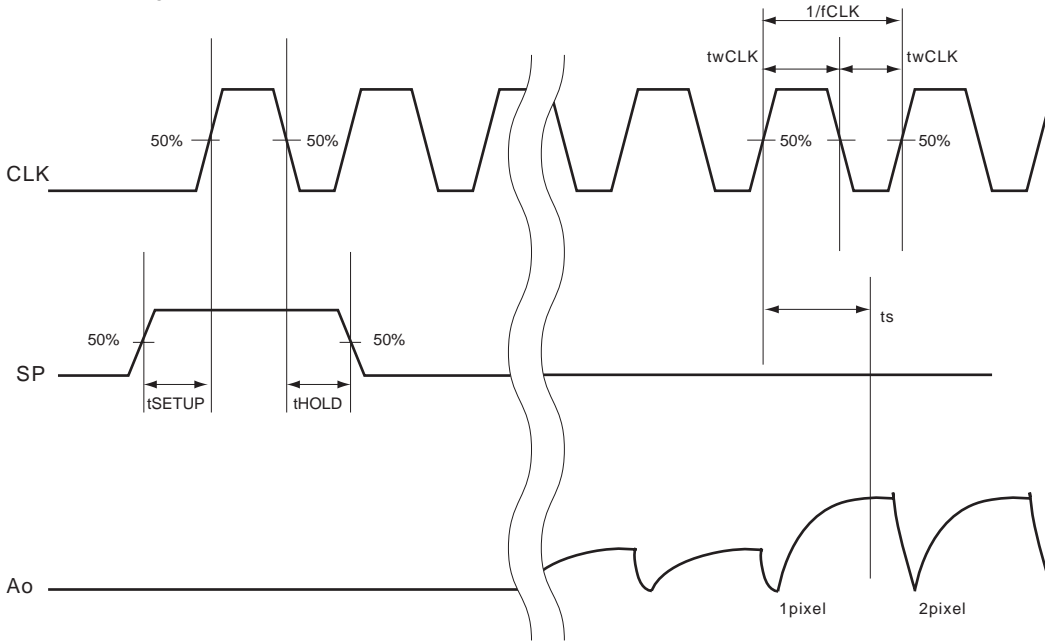 1/fCLK
twCLK twCLK
50% 50% 50% 50%
CLK
ts
50% 50%
SP
tSETUP tHOLD
Ao
1pixel 2pixel